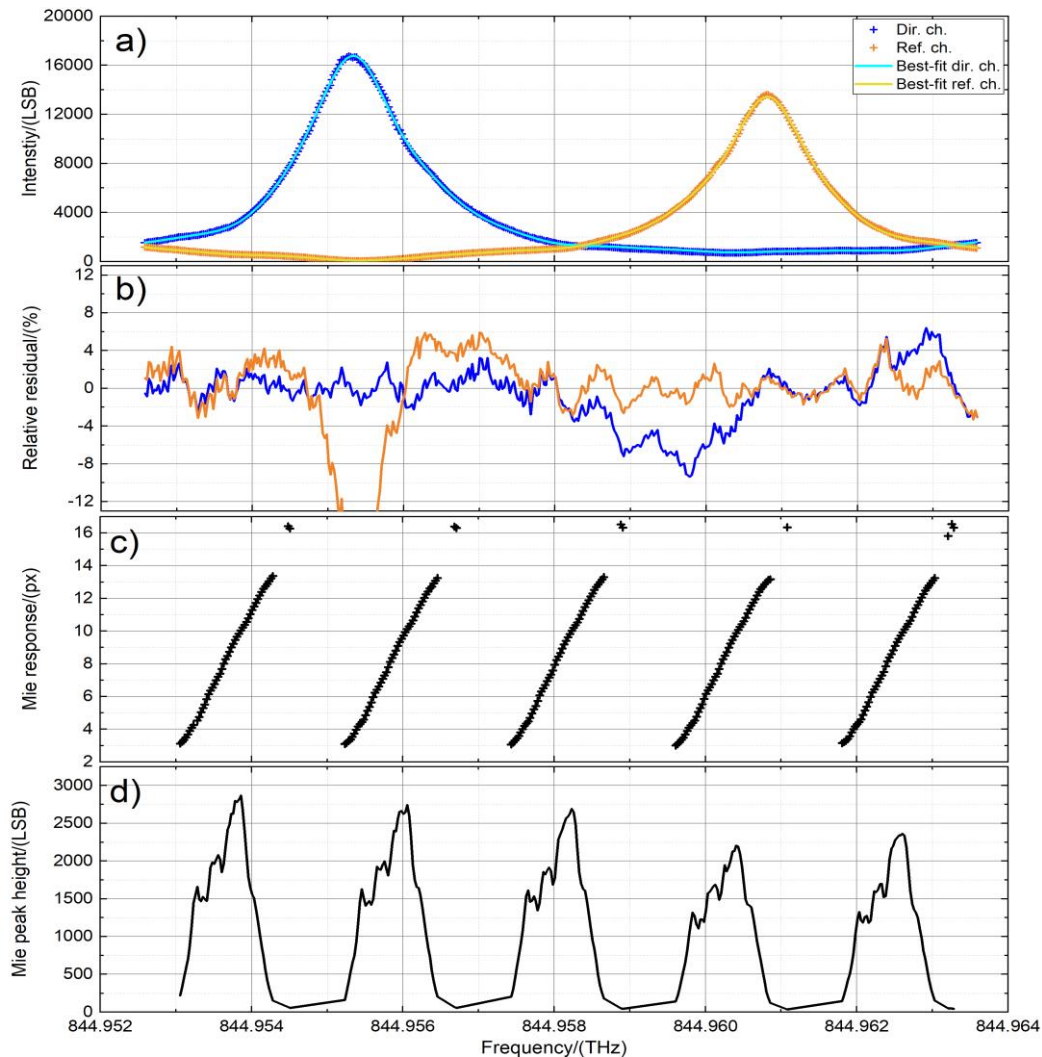 a)
Intenstiy/(LSB)
20000
16000
12000
8000
4000
0
Dir. ch.
Ref. ch.
Best-fit dir. ch.
Best-fit ref. ch.
b)
Relative residual/(%)
12
8
4
0
-4
-8
-12
c)
Mie response/(px)
16
14
12
10
8
6
4
2
d)
Mie peak height/(LSB)
3000
2500
2000
1500
1000
500
0
844.952 844.954 844.956 844.958 844.960 844.962 844.964
Frequency/(THz)